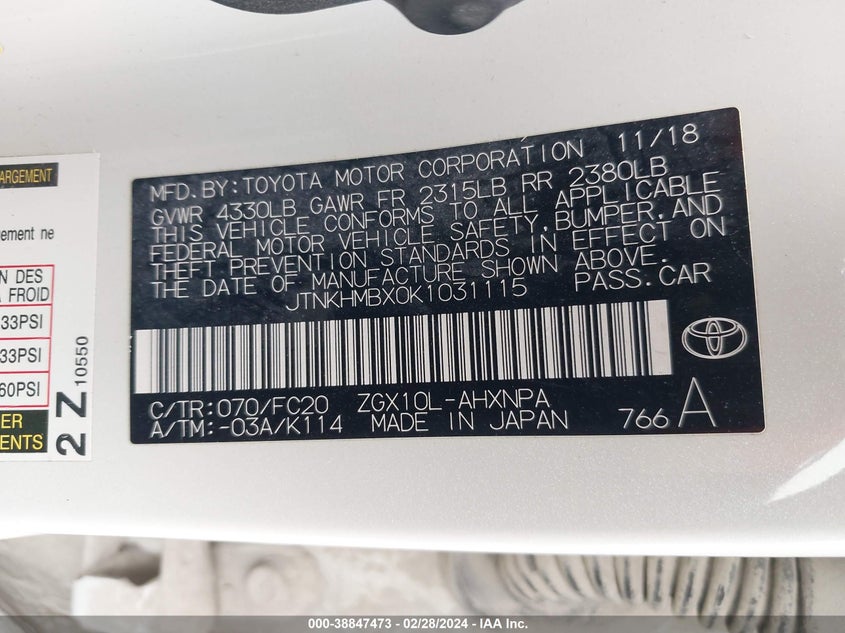 ARGEMENT
rement ne
N DES
A FROID
33PSI
33PSI
60PSI
ER
ENTS
2 Z 10550
MFD. BY: TOYOTA MOTOR CORPORATION 11/18
GVWR 4330LB GAWR FR 2315LB RR 2380LB
THIS VEHICLE CONFORMS TO ALL APPLICABLE
FEDERAL MOTOR VEHICLE SAFETY, BUMPER, AND
THEFT PREVENTION STANDARDS IN EFFECT ON
THE DATE OF MANUFACTURE SHOWN ABOVE.
JTNKHMBX0K1031115 PASS. CAR
C/TR: 070/FC20 ZGX10L-AHXNPA
A/TM: -03A/K114 MADE IN JAPAN 766 A
000-38847473 - 02/28/2024 - IAA Inc.